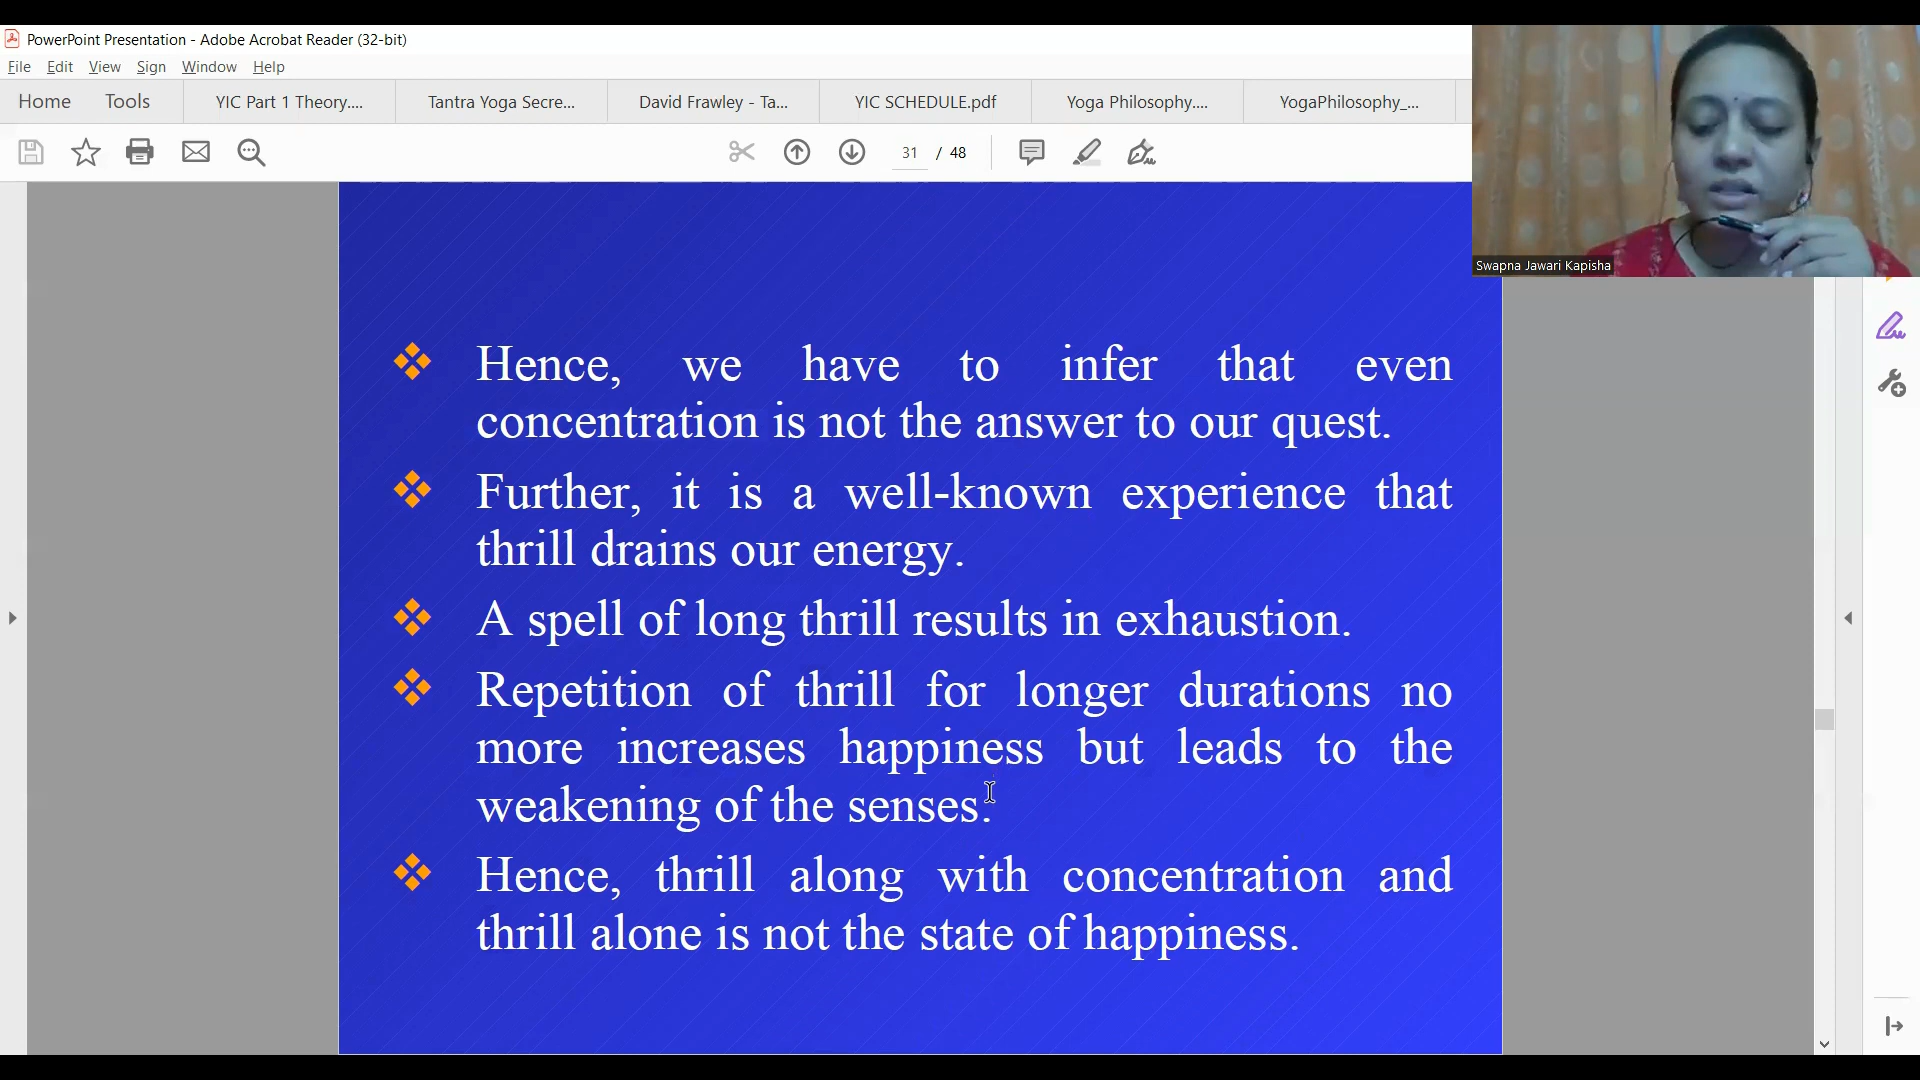 PowerPoint Presentation - Adobe Acrobat Reader (32-bit)
File Edit View Sign Window Help
Home Tools YIC Part 1 Theory.... Tantra Yoga Secre... David Frawley - Ta... YIC SCHEDULE.pdf Yoga Philosophy.... YogaPhilosophy_...
31 / 48
Swapna Jawari Kapisha
Hence, we have to infer that even
concentration is not the answer to our quest.
Further, it is a well-known experience that
thrill drains our energy.
A spell of long thrill results in exhaustion.
Repetition of thrill for longer durations no
more increases happiness but leads to the
weakening of the senses.
Hence, thrill along with concentration and
thrill alone is not the state of happiness.